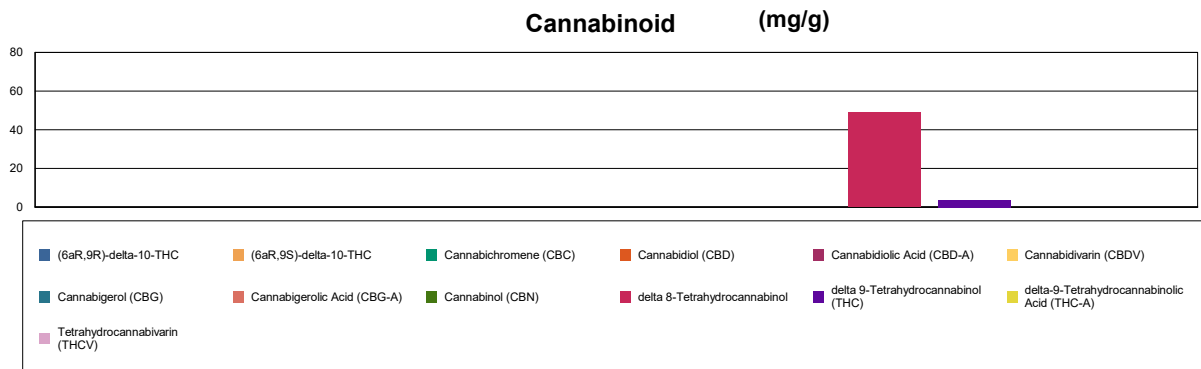 Cannabinoid (mg/g)
80
60
40
20
0
(6aR,9R)-delta-10-THC
(6aR,9S)-delta-10-THC
Cannabichromene (CBC)
Cannabidiol (CBD)
Cannabidiolic Acid (CBD-A)
Cannabidivarin (CBDV)
Cannabigerol (CBG)
Cannabigerolic Acid (CBG-A)
Cannabinol (CBN)
delta 8-Tetrahydrocannabinol
delta 9-Tetrahydrocannabinol
(THC)
delta-9-Tetrahydrocannabinolic
Acid (THC-A)
Tetrahydrocannabivarin
(THCV)